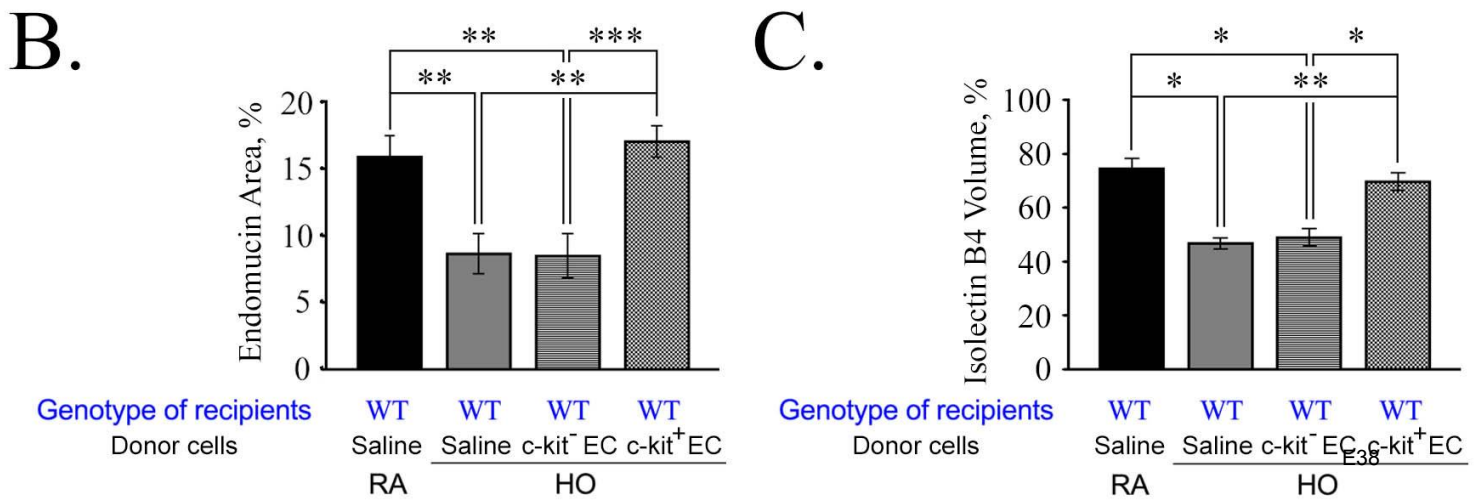 B.
** ***
** **
Endomucin Area, %
20
15
10
5
0
Genotype of recipients WT WT WT WT
Donor cells Saline Saline c-kit⁻ EC c-kit⁺ EC
RA HO
C.
* *
* **
Isolectin B4 Volume, %
100
80
60
40
20
0
Genotype of recipients WT WT WT WT
Donor cells Saline Saline c-kit⁻ EC c-kit⁺ EC
E38
RA HO